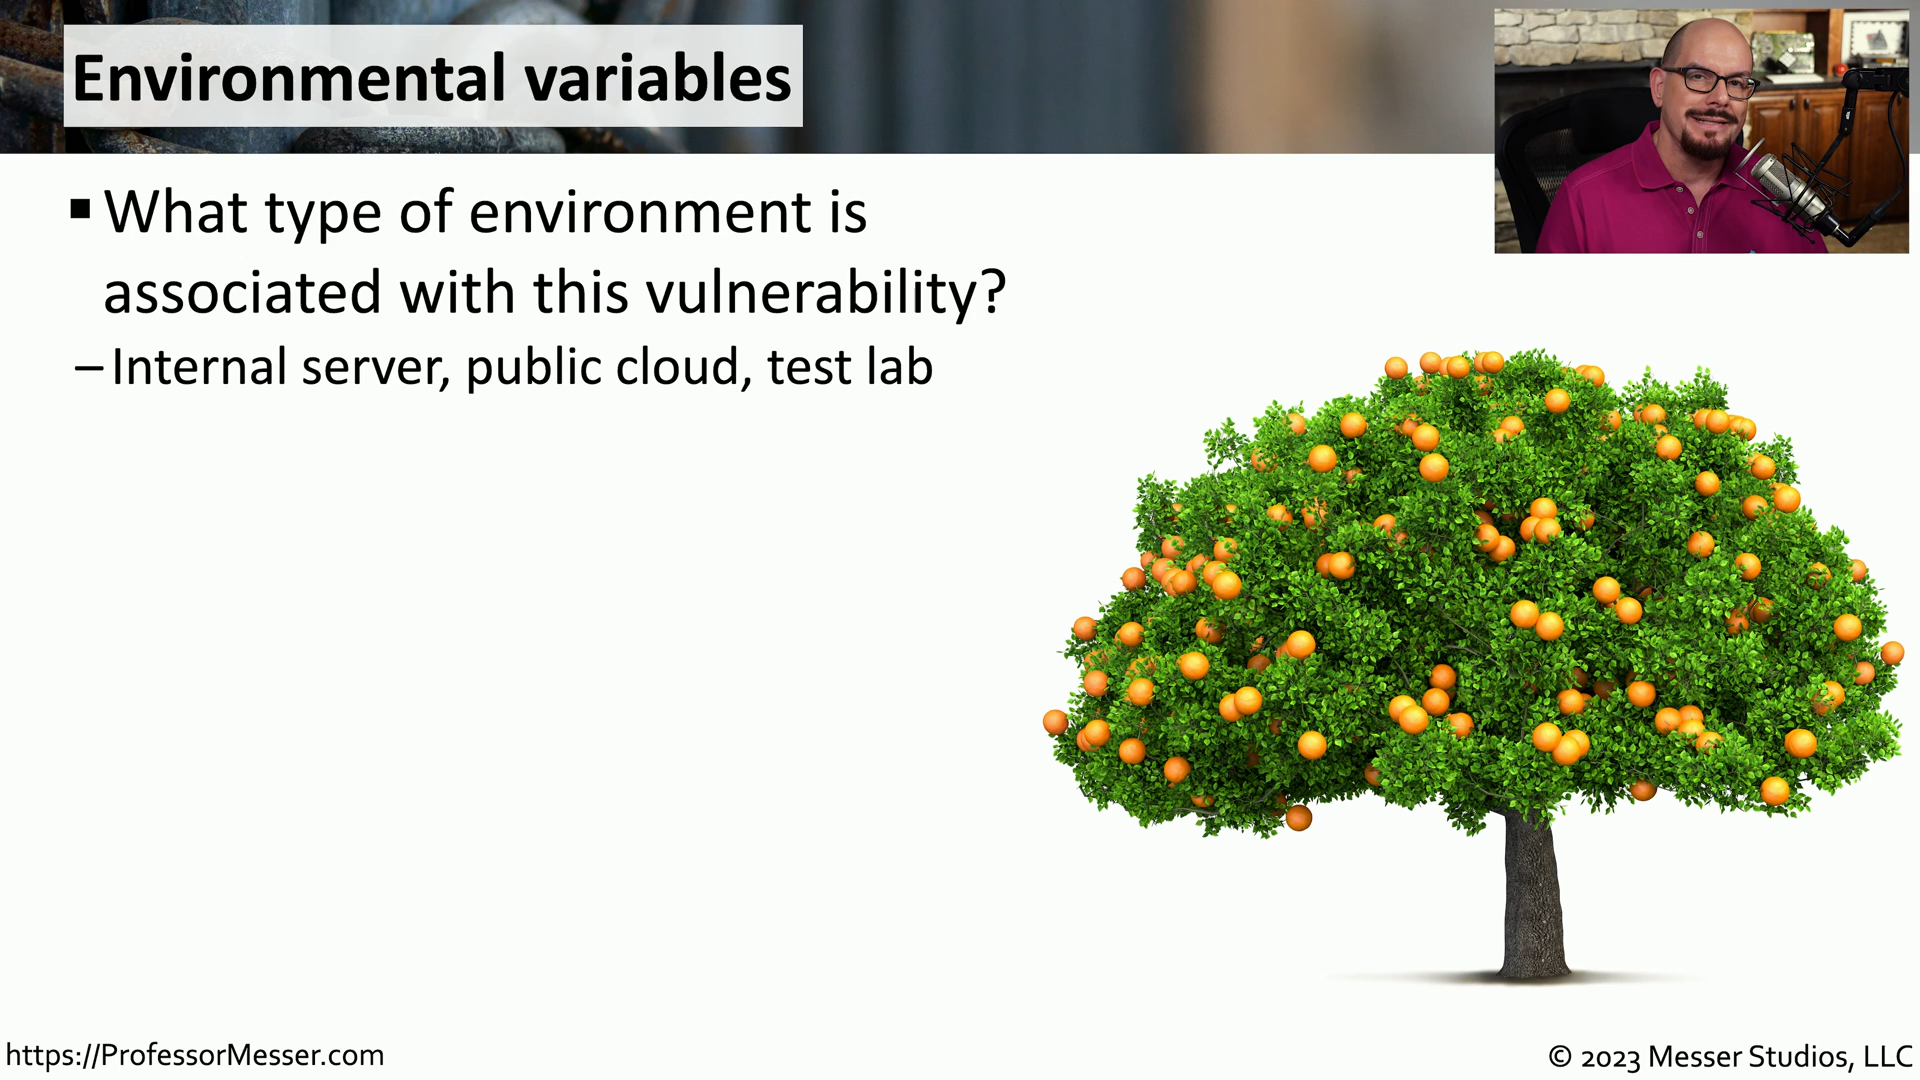 Environmental variables
▪ What type of environment is
associated with this vulnerability?
– Internal server, public cloud, test lab
https://ProfessorMesser.com
© 2023 Messer Studios, LLC